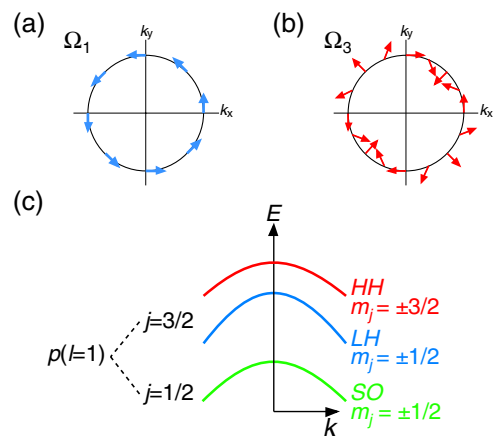 (a)
Ω1
ky
kx
(b)
Ω3
ky
kx
(c)
E
HH
mj = ±3/2
j=3/2
LH
mj = ±1/2
p(l=1)
j=1/2
SO
mj = ±1/2
k